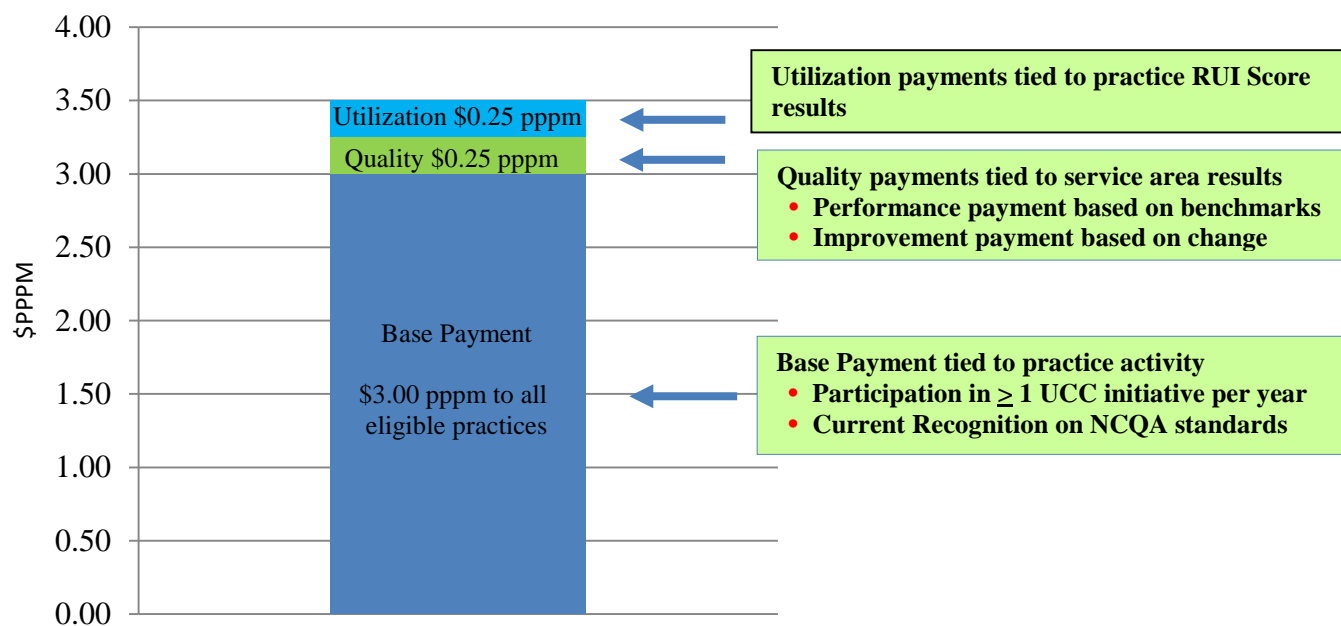 4.00
3.50
3.00
2.50
2.00
1.50
1.00
0.50
0.00
$PPPM
Utilization $0.25 pppm
Quality $0.25 pppm
Base Payment
$3.00 pppm to all
eligible practices
Utilization payments tied to practice RUI Score
results
Quality payments tied to service area results
• Performance payment based on benchmarks
• Improvement payment based on change
Base Payment tied to practice activity
• Participation in ≥ 1 UCC initiative per year
• Current Recognition on NCQA standards